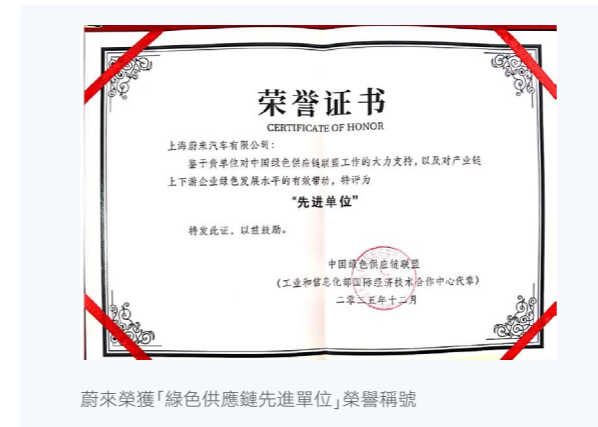 荣誉证书
CERTIFICATE OF HONOR
上海蔚来汽车有限公司：
鉴于贵单位对中国绿色供应链联盟工作的大力支持，以及对产业链
上下游企业绿色发展水平的有效带动，特评为
“先进单位”
特发此证，以兹鼓励。
中国绿色供应链联盟
（工业和信息化部国际经济技术合作中心代章）
二零二五年十二月
蔚來榮獲「綠色供應鏈先進單位」榮譽稱號